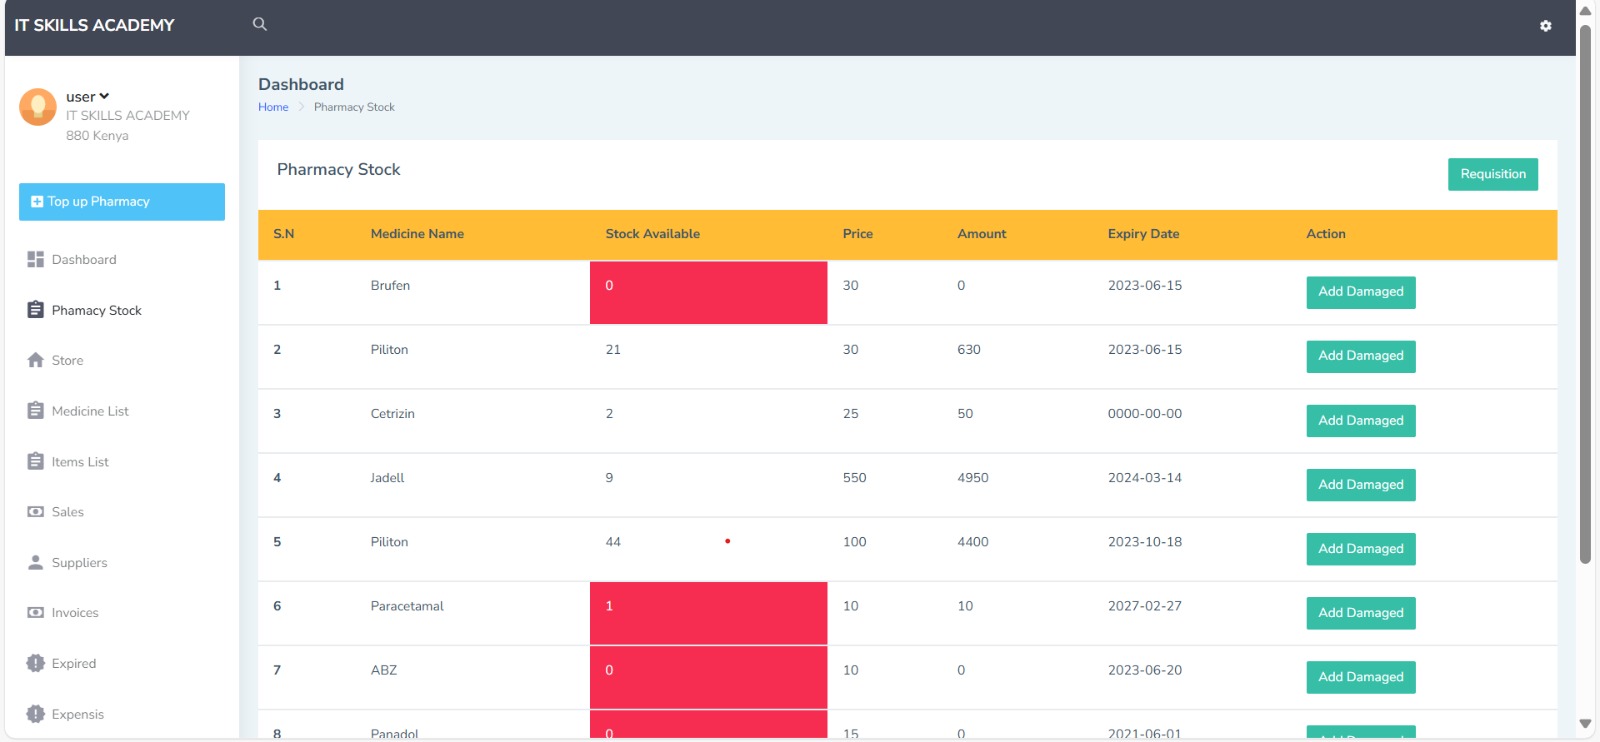 IT SKILLS ACADEMY
user
IT SKILLS ACADEMY
880 Kenya
Top up Pharmacy
Dashboard
Phamacy Stock
Store
Medicine List
Items List
Sales
Suppliers
Invoices
Expired
Expensis
Dashboard
Home Pharmacy Stock
Pharmacy Stock
Requisition
S.N Medicine Name Stock Available Price Amount Expiry Date Action
1 Brufen 0 30 0 2023-06-15 Add Damaged
2 Piliton 21 30 630 2023-06-15 Add Damaged
3 Cetrizin 2 25 50 0000-00-00 Add Damaged
4 Jadell 9 550 4950 2024-03-14 Add Damaged
5 Piliton 44 100 4400 2023-10-18 Add Damaged
6 Paracetamal 1 10 10 2027-02-27 Add Damaged
7 ABZ 0 10 0 2023-06-20 Add Damaged
8 Panadol 0 15 0 2021-06-01 Add Damaged